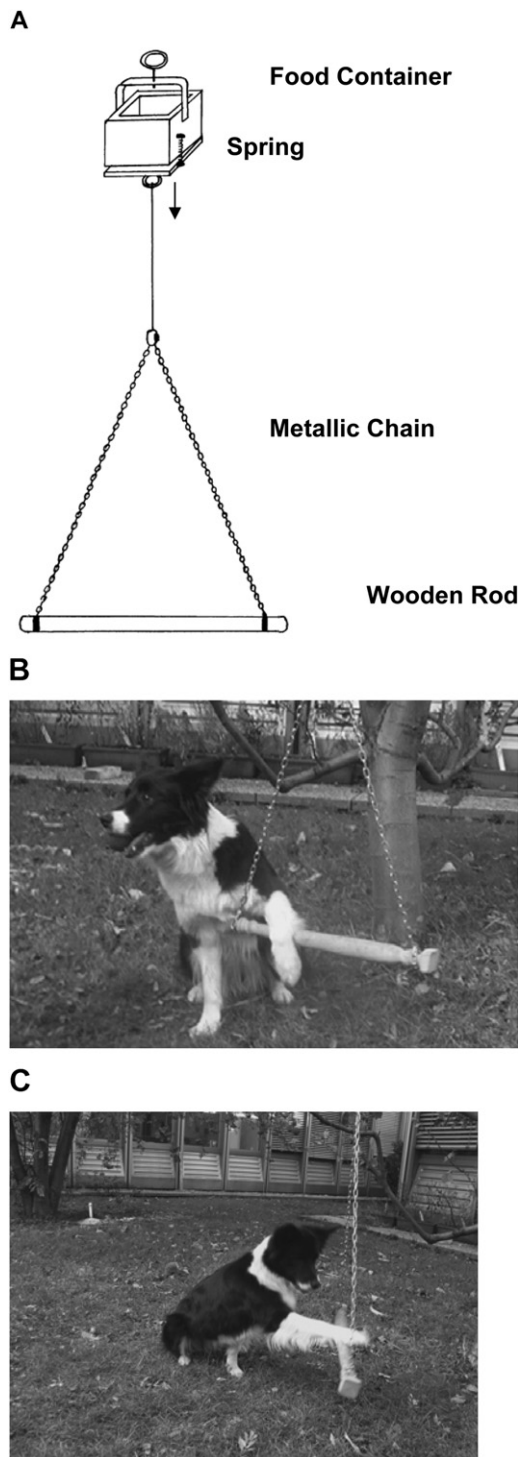 A
Food Container
Spring
Metallic Chain
Wooden Rod
B
C